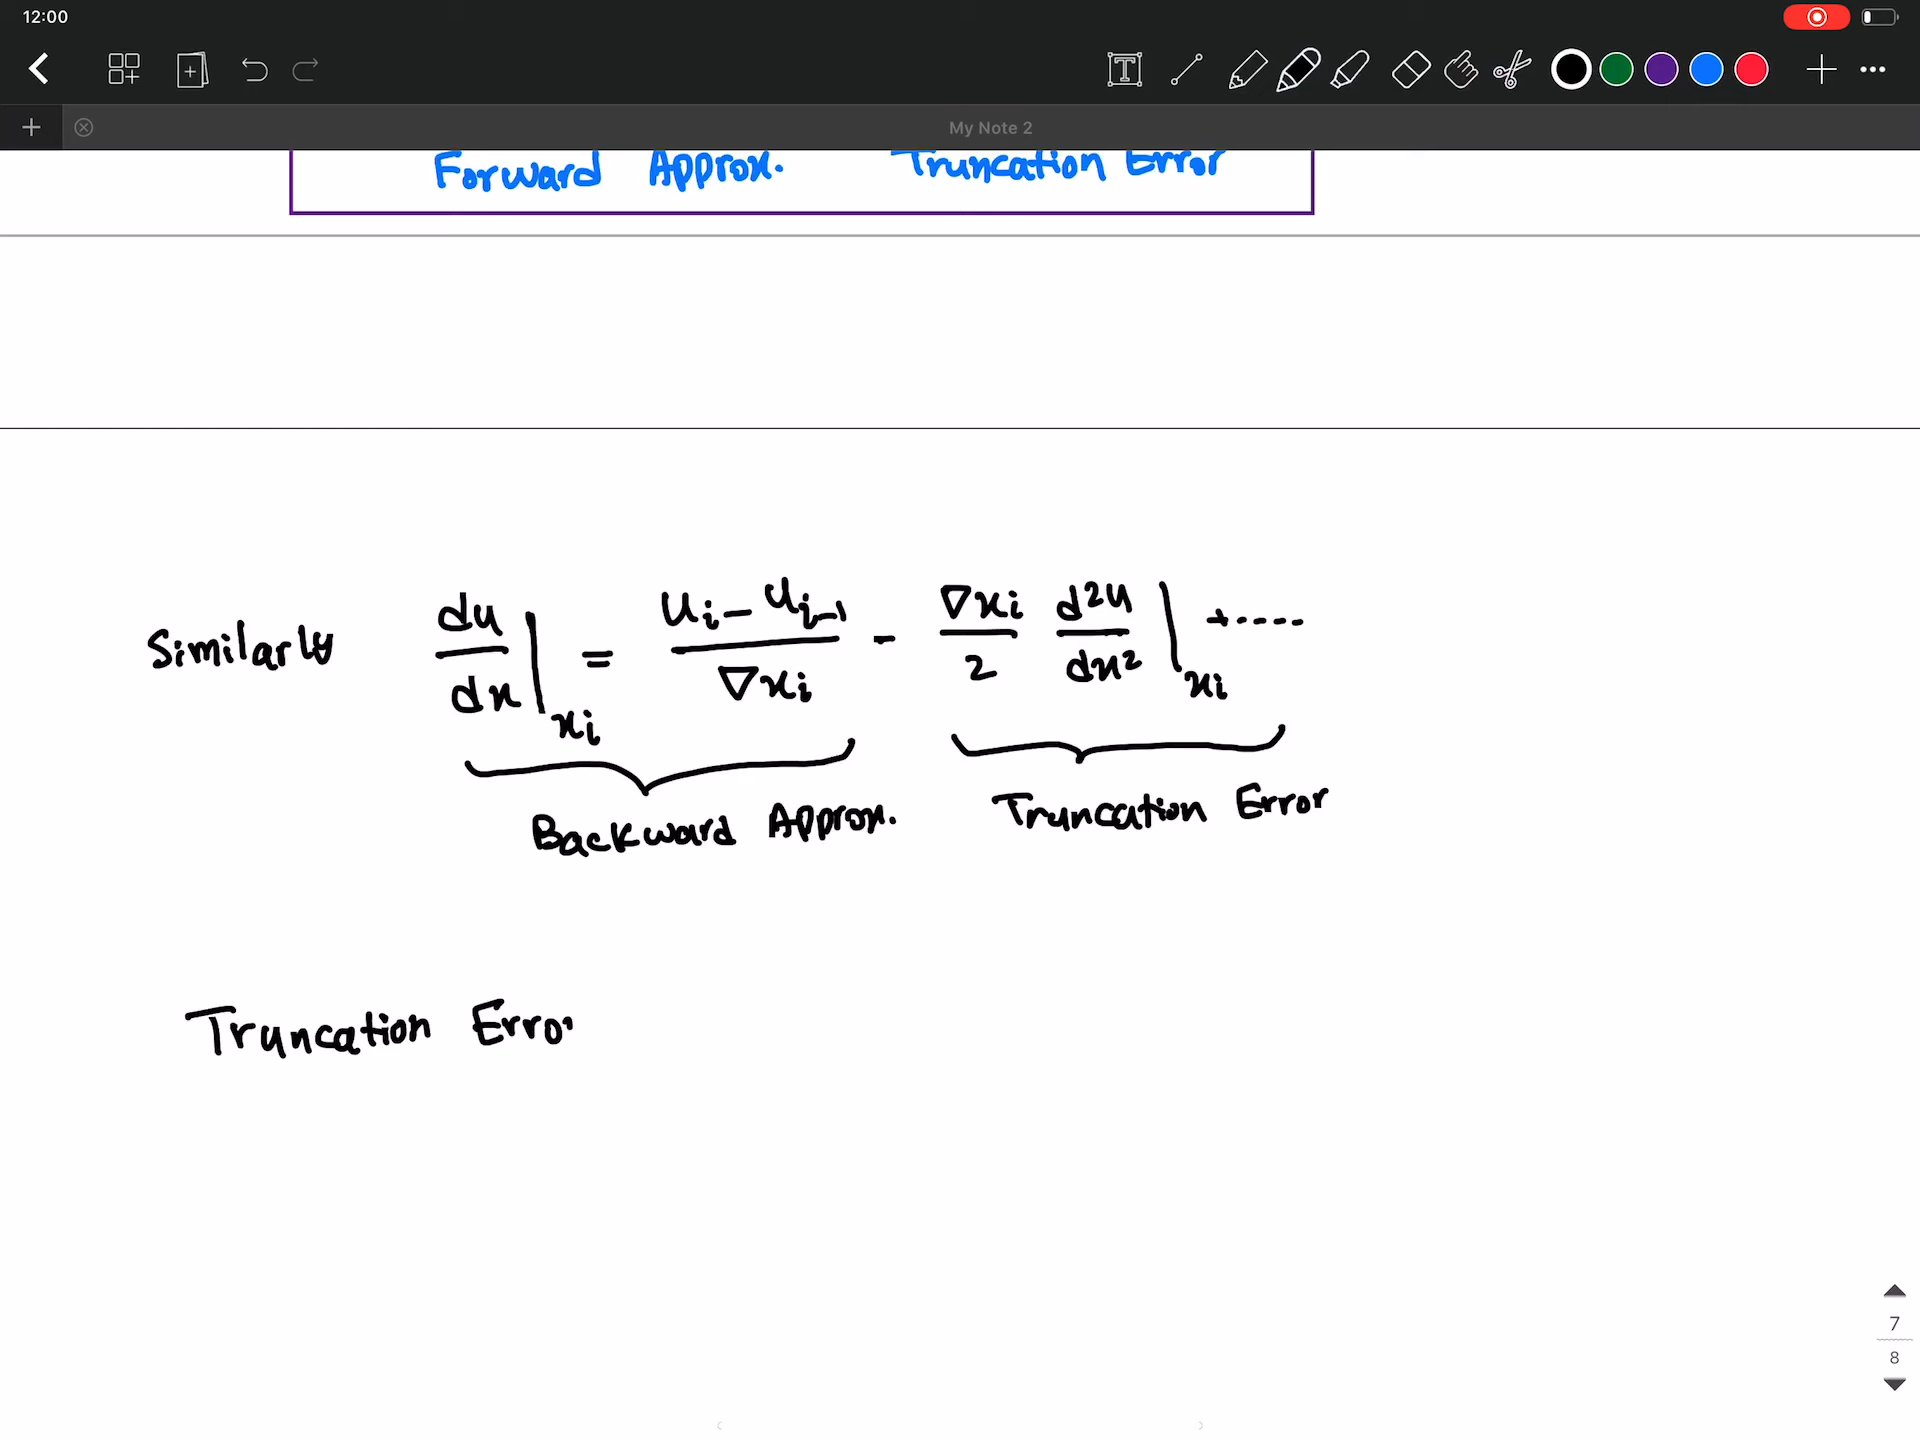 12:00
My Note 2
Forward Approx. Truncation Error
Similarly du/dx |xi = ui - ui-1 / ∇xi - ∇xi/2 d²u/dx² |xi + -----
Backward Approx. Truncation Error
Truncation Error
7
8